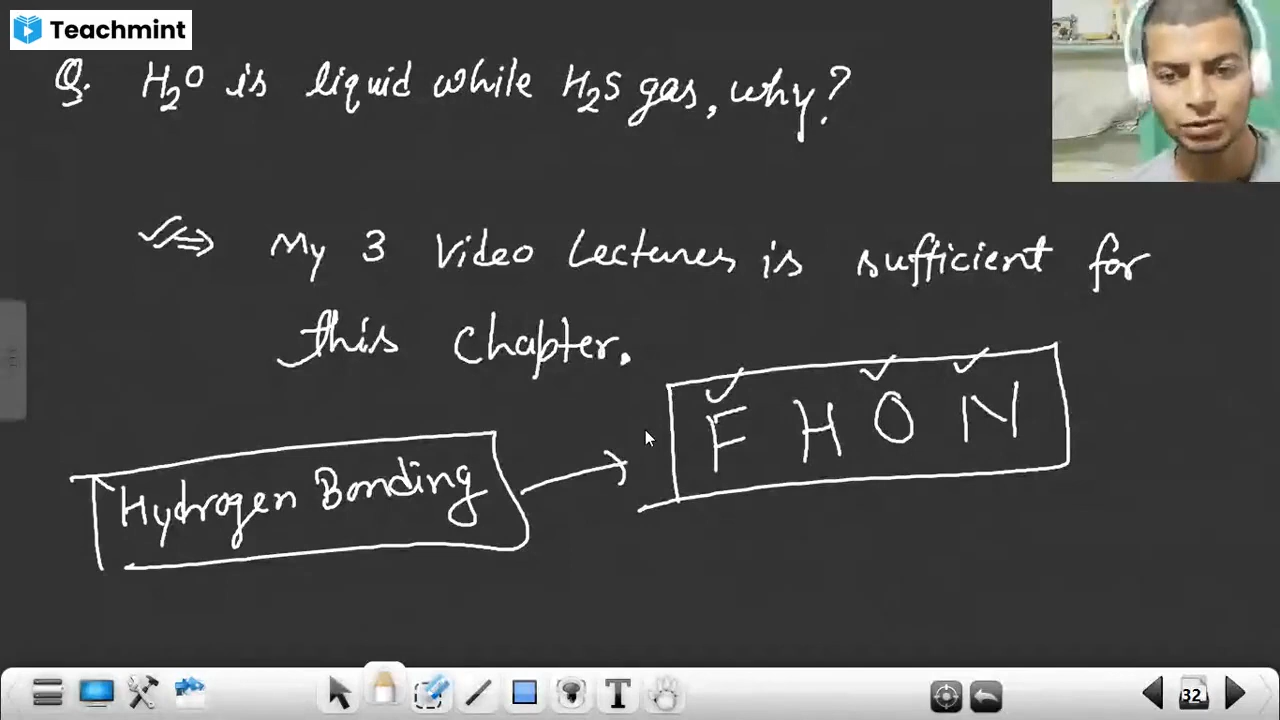 Teachmint
Q. H₂O is liquid while H₂S gas, why?
My 3 Video Lectures is sufficient for
this chapter.
F H O N
Hydrogen Bonding
T
32